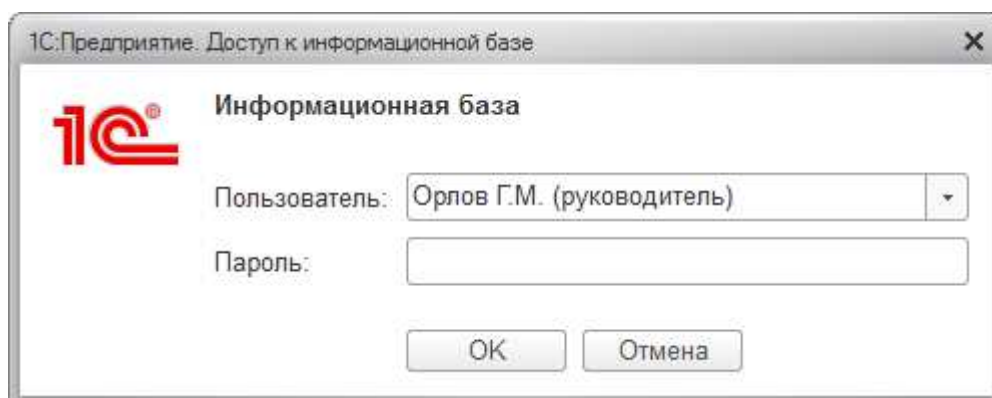 1С:Предприятие. Доступ к информационной базе
1С®
Информационная база
Пользователь: Орлов Г.М. (руководитель)
Пароль:
OK Отмена